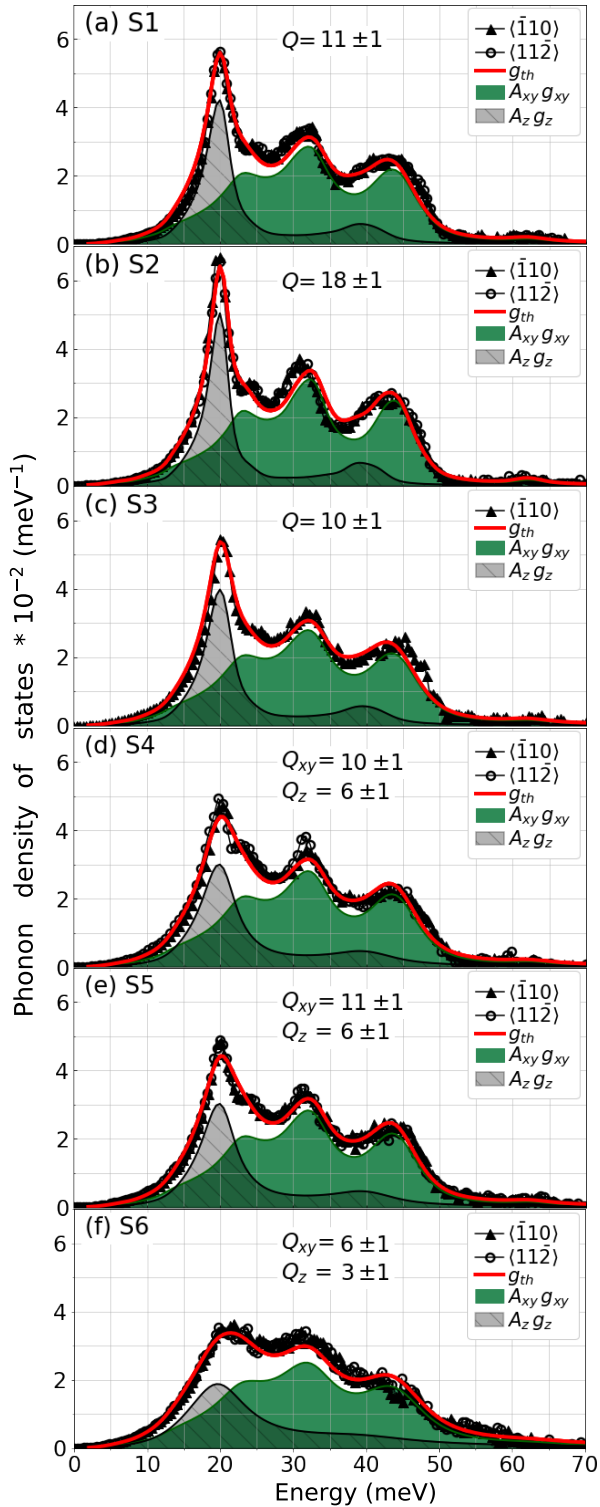 Phonon density of states * 10⁻² (meV⁻¹)
(a) S1
Q = 11 ±1
⟨1̄10⟩
⟨112̄⟩
g_th
A_xy g_xy
A_z g_z
6
4
2
0
(b) S2
Q = 18 ±1
⟨1̄10⟩
⟨112̄⟩
g_th
A_xy g_xy
A_z g_z
6
4
2
0
(c) S3
Q = 10 ±1
⟨1̄10⟩
g_th
A_xy g_xy
A_z g_z
6
4
2
0
(d) S4
Q_xy = 10 ±1
Q_z = 6 ±1
⟨1̄10⟩
⟨112̄⟩
g_th
A_xy g_xy
A_z g_z
6
4
2
0
(e) S5
Q_xy = 11 ±1
Q_z = 6 ±1
⟨1̄10⟩
⟨112̄⟩
g_th
A_xy g_xy
A_z g_z
6
4
2
0
(f) S6
Q_xy = 6 ±1
Q_z = 3 ±1
⟨1̄10⟩
⟨112̄⟩
g_th
A_xy g_xy
A_z g_z
6
4
2
0
0 10 20 30 40 50 60 70
Energy (meV)